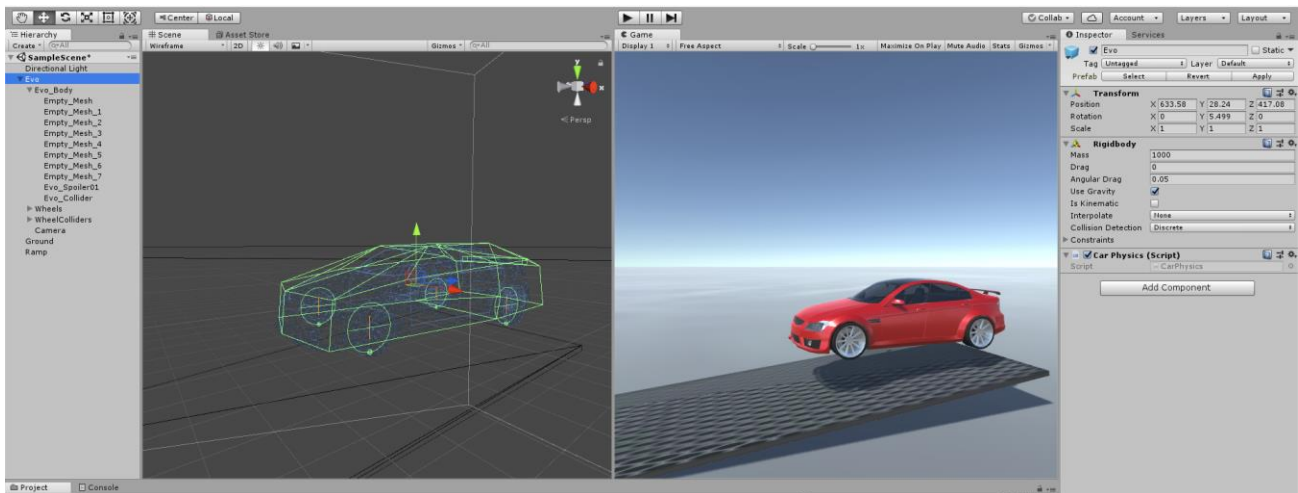 Center Local
Collab Account Layers Layout
Hierarchy
Create All
SampleScene*
Directional Light
Evo
Evo_Body
Empty_Mesh
Empty_Mesh_1
Empty_Mesh_2
Empty_Mesh_3
Empty_Mesh_4
Empty_Mesh_5
Empty_Mesh_6
Empty_Mesh_7
Evo_Spoiler01
Evo_Collider
Wheels
WheelColliders
Camera
Ground
Ramp
Scene Asset Store
Wireframe 2D Gizmos All
y
x
Persp
Game
Display 1 Free Aspect Scale 1x Maximize On Play Mute Audio Stats Gizmos
Inspector Services
Evo Static
Tag Untagged Layer Default
Prefab Select Revert Apply
Transform
Position X 633.58 Y 28.24 Z 417.08
Rotation X 0 Y 5.499 Z 0
Scale X 1 Y 1 Z 1
Rigidbody
Mass 1000
Drag 0
Angular Drag 0.05
Use Gravity
Is Kinematic
Interpolate None
Collision Detection Discrete
Constraints
Car Physics (Script)
Script CarPhysics
Add Component
Project Console